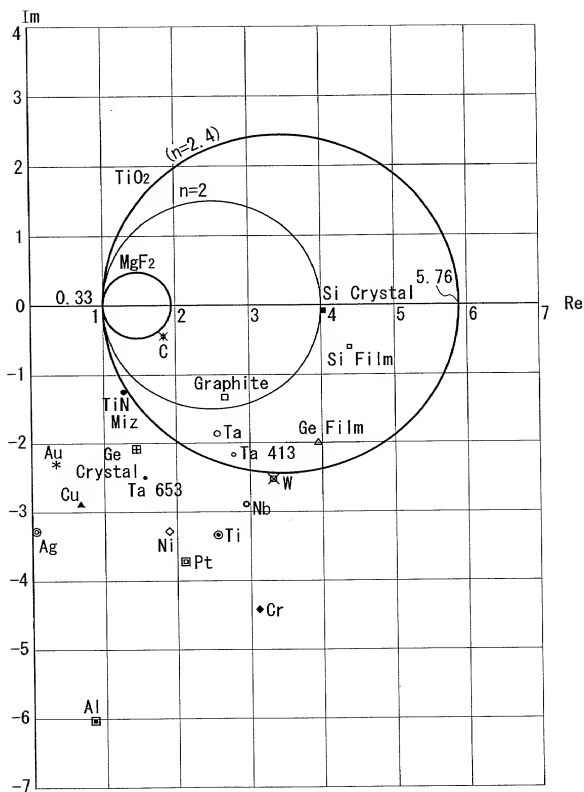 Im
4
3
(n=2.4)
2
TiO2
n=2
1
MgF2
5.76
0.33
Si Crystal
0
1
2
3
4
5
6
7
Re
C
Si Film
-1
Graphite
TiN
Miz
Ta
Ge Film
-2
Au
Ge
Crystal
Ta 413
Ta 653
W
Cu
-3
Nb
Ag
Ni
Ti
Pt
-4
Cr
-5
Al
-6
-7